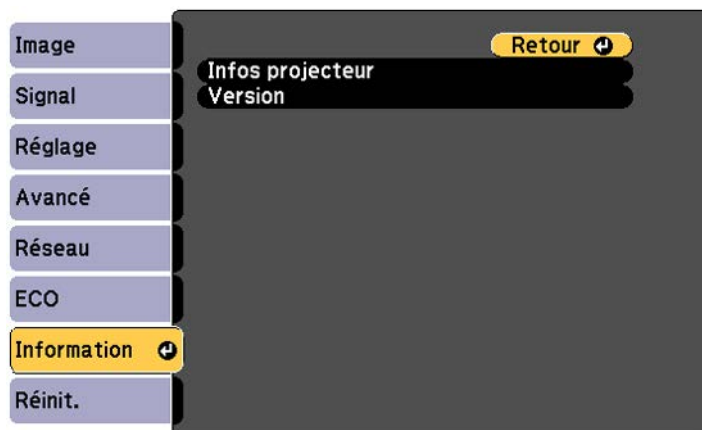 Image
Signal
Réglage
Avancé
Réseau
ECO
Information
Réinit.
Retour
Infos projecteur
Version